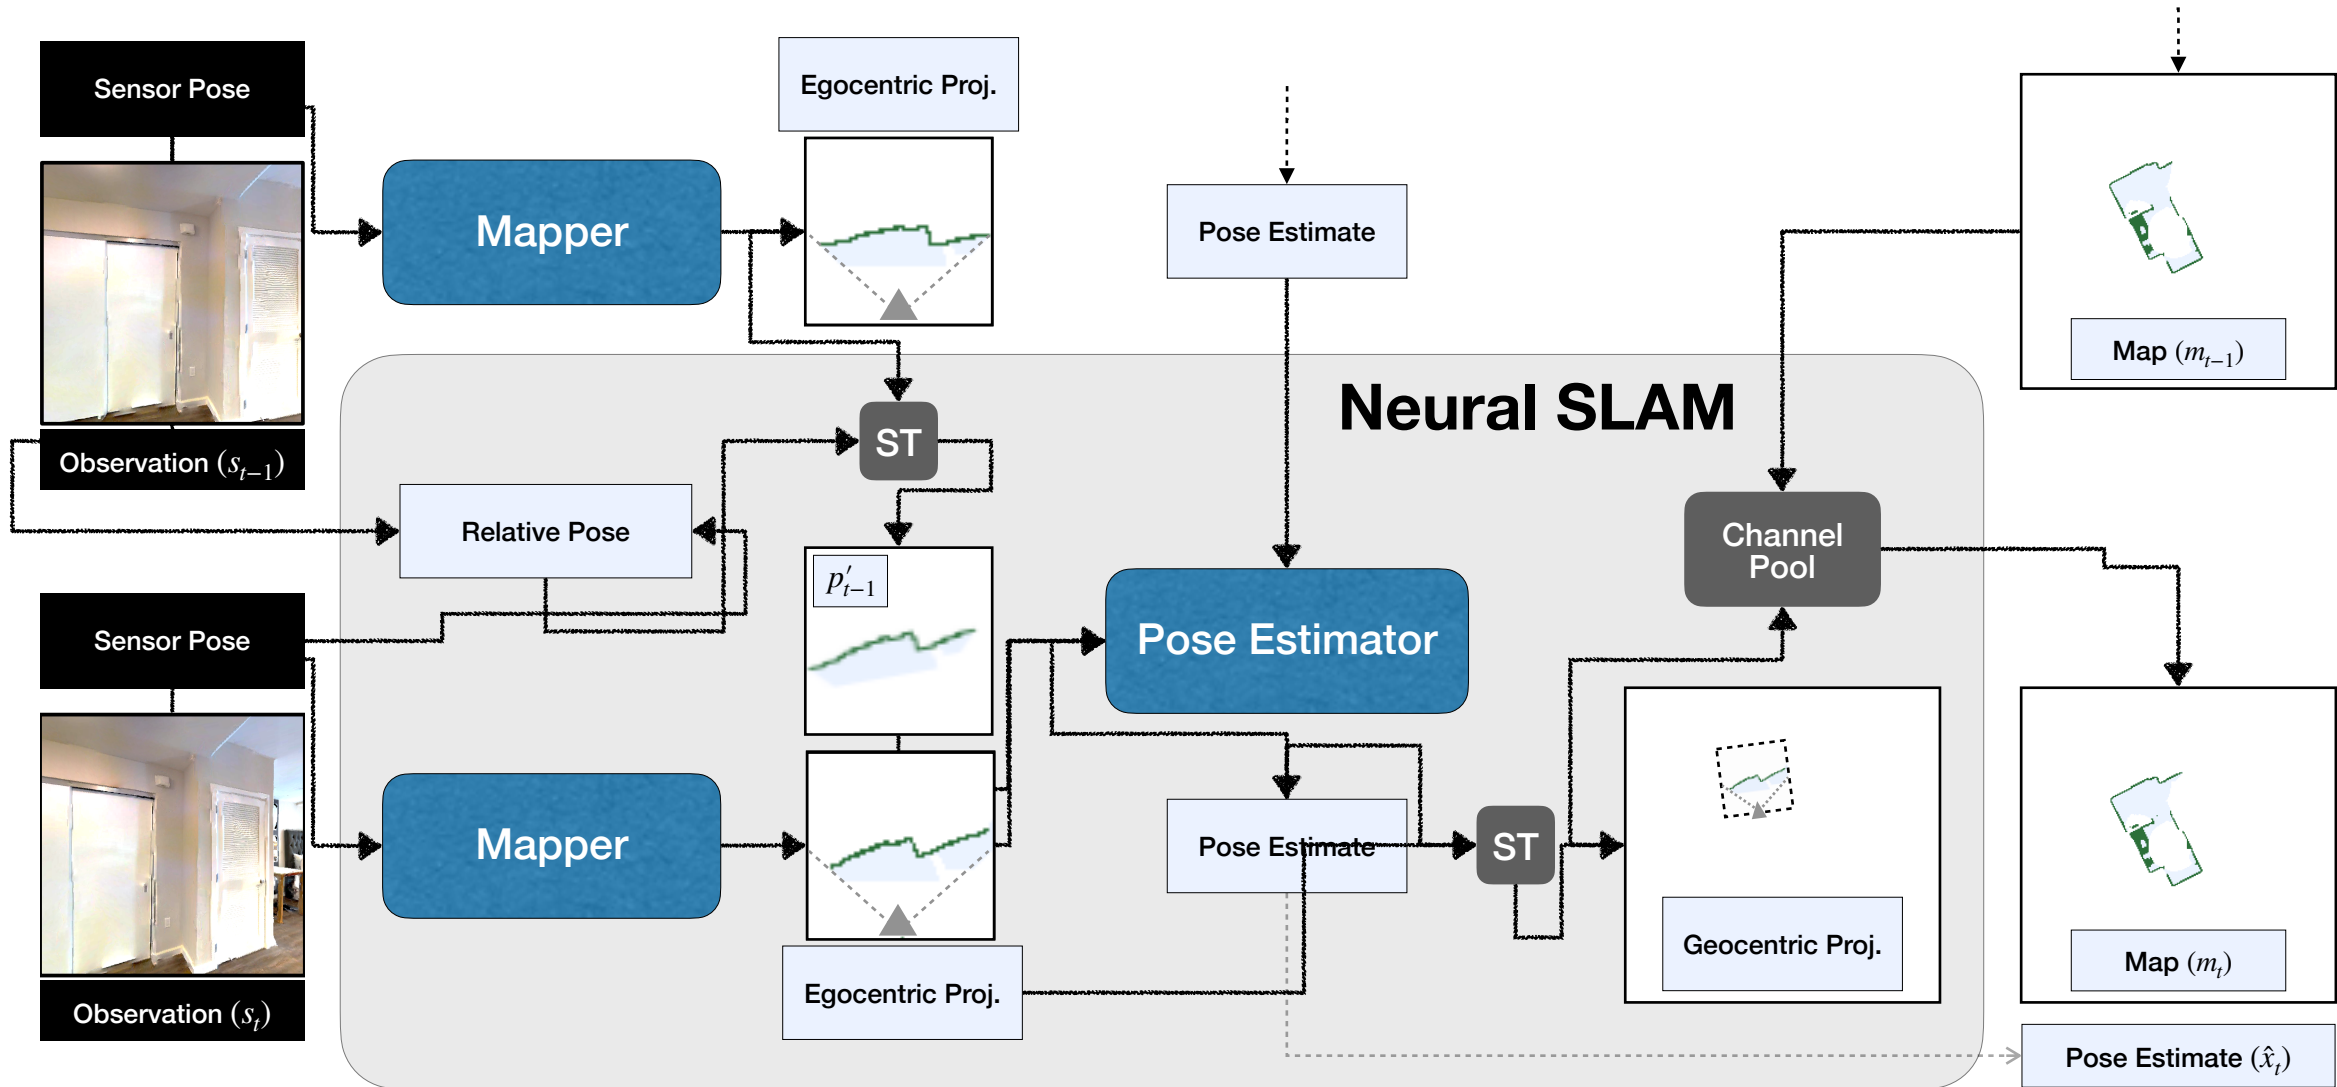 Sensor Pose
Egocentric Proj.
Mapper
Pose Estimate
Map (m_{t−1})
Neural SLAM
ST
Observation (s_{t−1})
Relative Pose
Channel
Pool
p′_{t−1}
Sensor Pose
Pose Estimator
Mapper
Pose Estimate
ST
Geocentric Proj.
Map (m_t)
Egocentric Proj.
Observation (s_t)
Pose Estimate (x̂_t)